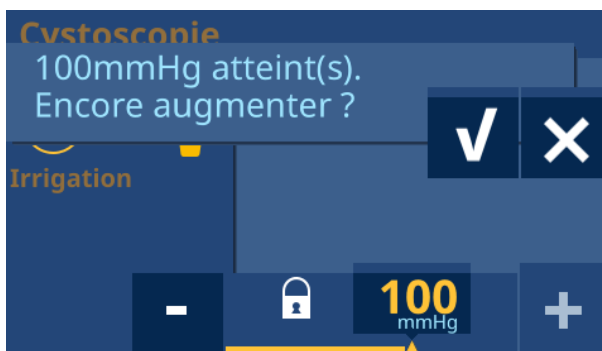 Cystoscopie
100mmHg atteint(s).
Encore augmenter ?
Irrigation
-
100
+
mmHg